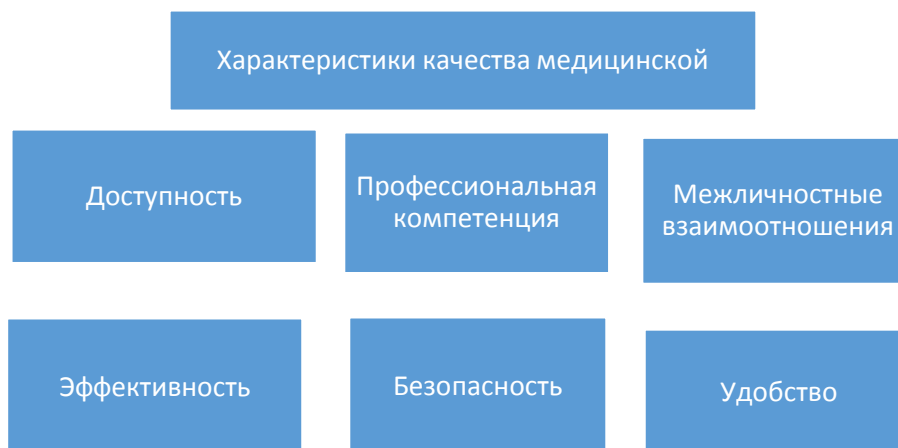 Характеристики качества медицинской
Доступность
Профессиональная
компетенция
Межличностные
взаимоотношения
Эффективность
Безопасность
Удобство